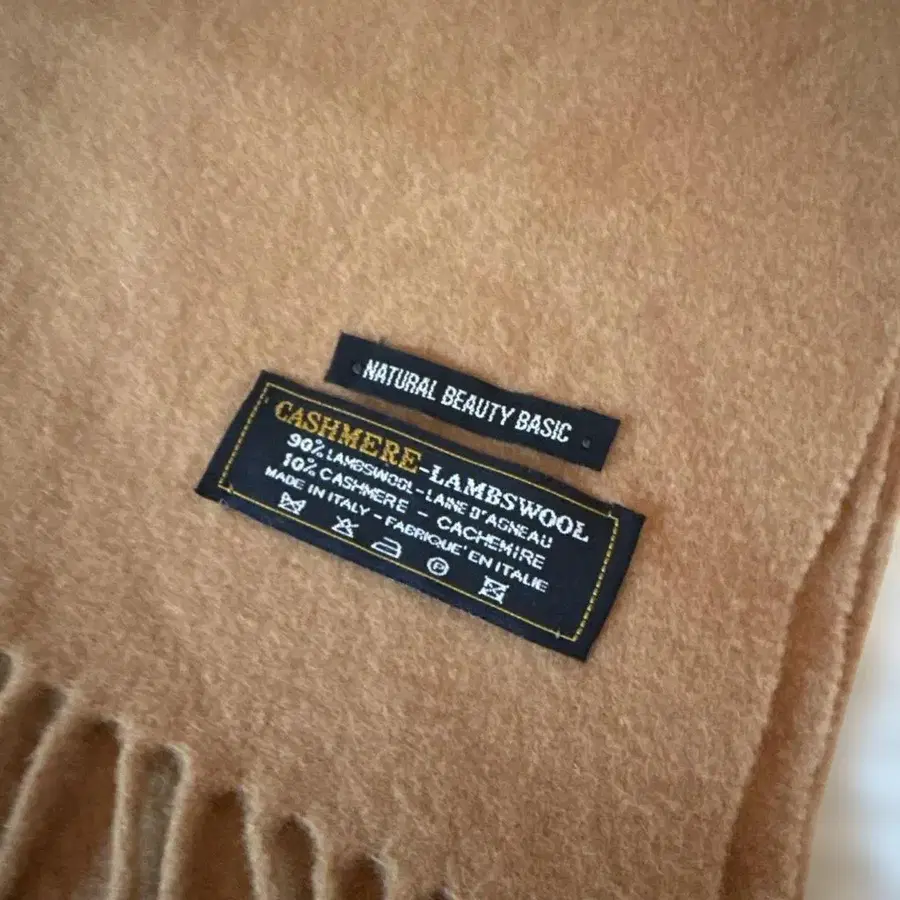 NATURAL BEAUTY BASIC
CASHMERE-LAMBSWOOL
90% LAMBSWOOL-LAINE D'AGNEAU
10% CASHMERE - CACHEMIRE
MADE IN ITALY - FABRIQUE' EN ITALIE
P